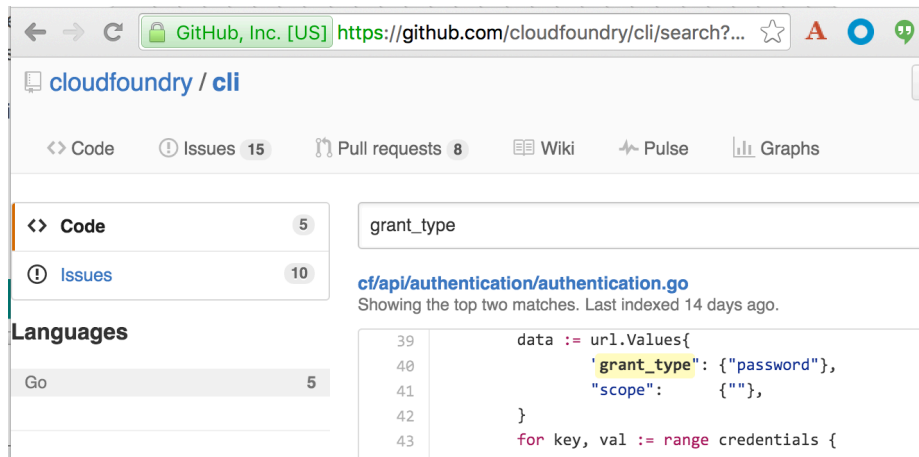 GitHub, Inc. [US] https://github.com/cloudfoundry/cli/search?...
cloudfoundry / cli
Code Issues 15 Pull requests 8 Wiki Pulse Graphs
Code 5
Issues 10
Languages
Go 5
grant_type
cf/api/authentication/authentication.go
Showing the top two matches. Last indexed 14 days ago.
39 data := url.Values{
40 "grant_type": {"password"},
41 "scope": {""},
42 }
43 for key, val := range credentials {